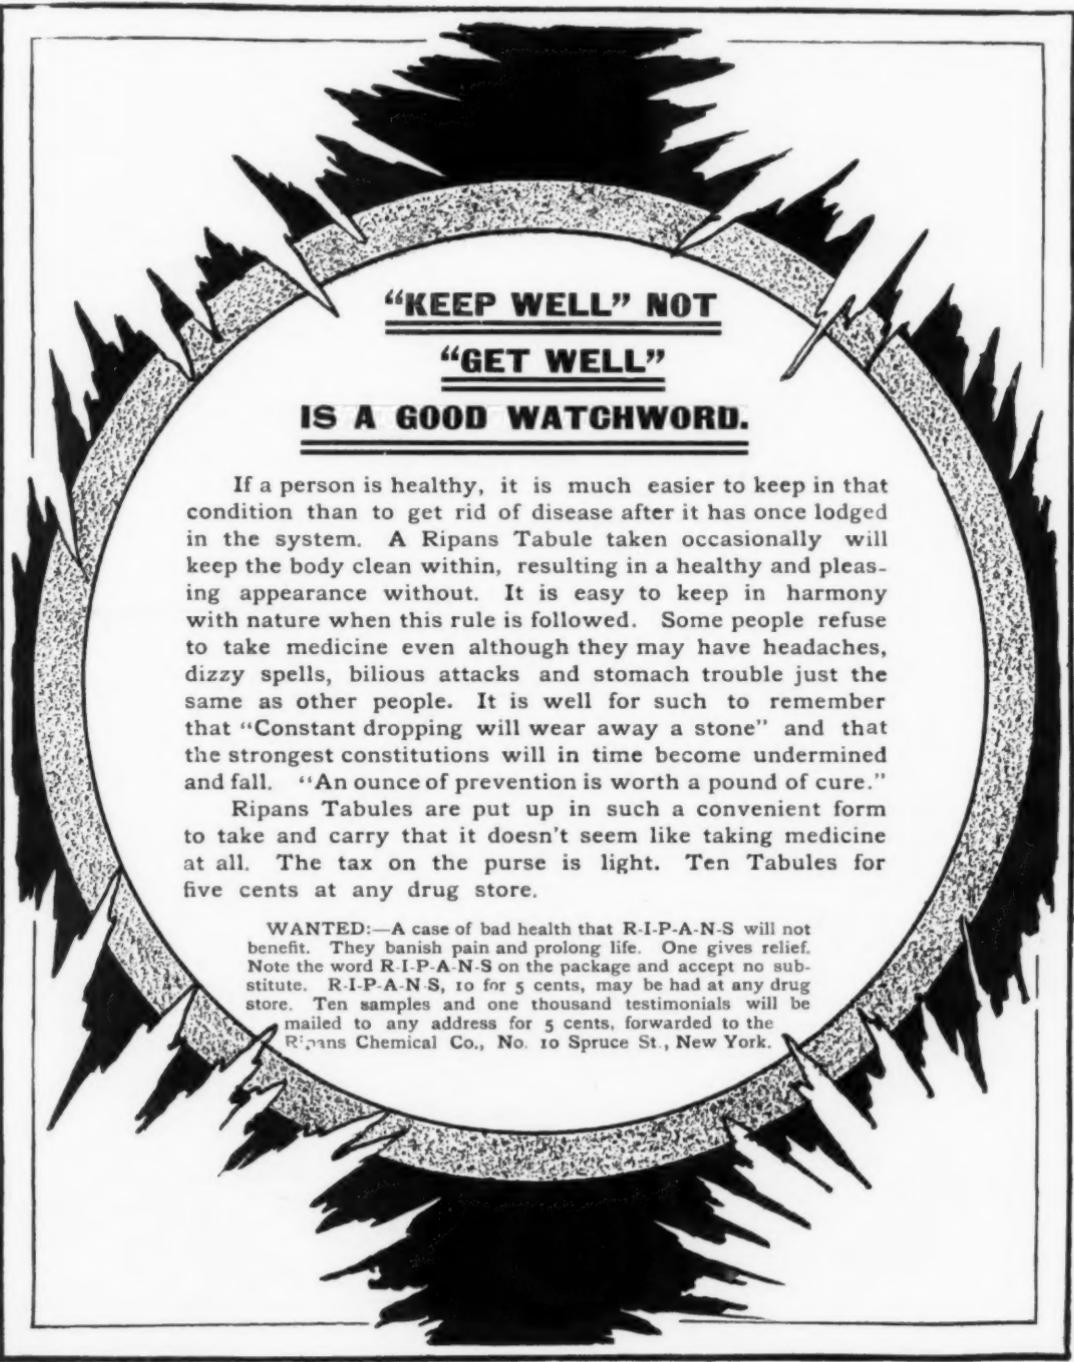 “KEEP WELL” NOT
“GET WELL”
IS A GOOD WATCHWORD.
If a person is healthy, it is much easier to keep in that
condition than to get rid of disease after it has once lodged
in the system. A Ripans Tabule taken occasionally will
keep the body clean within, resulting in a healthy and pleas-
ing appearance without. It is easy to keep in harmony
with nature when this rule is followed. Some people refuse
to take medicine even although they may have headaches,
dizzy spells, bilious attacks and stomach trouble just the
same as other people. It is well for such to remember
that “Constant dropping will wear away a stone” and that
the strongest constitutions will in time become undermined
and fall. “An ounce of prevention is worth a pound of cure.”
Ripans Tabules are put up in such a convenient form
to take and carry that it doesn't seem like taking medicine
at all. The tax on the purse is light. Ten Tabules for
five cents at any drug store.
WANTED:—A case of bad health that R-I-P-A-N-S will not
benefit. They banish pain and prolong life. One gives relief.
Note the word R-I-P-A-N-S on the package and accept no sub-
stitute. R-I-P-A-N-S, 10 for 5 cents, may be had at any drug
store. Ten samples and one thousand testimonials will be
mailed to any address for 5 cents, forwarded to the
Ripans Chemical Co., No. 10 Spruce St., New York.